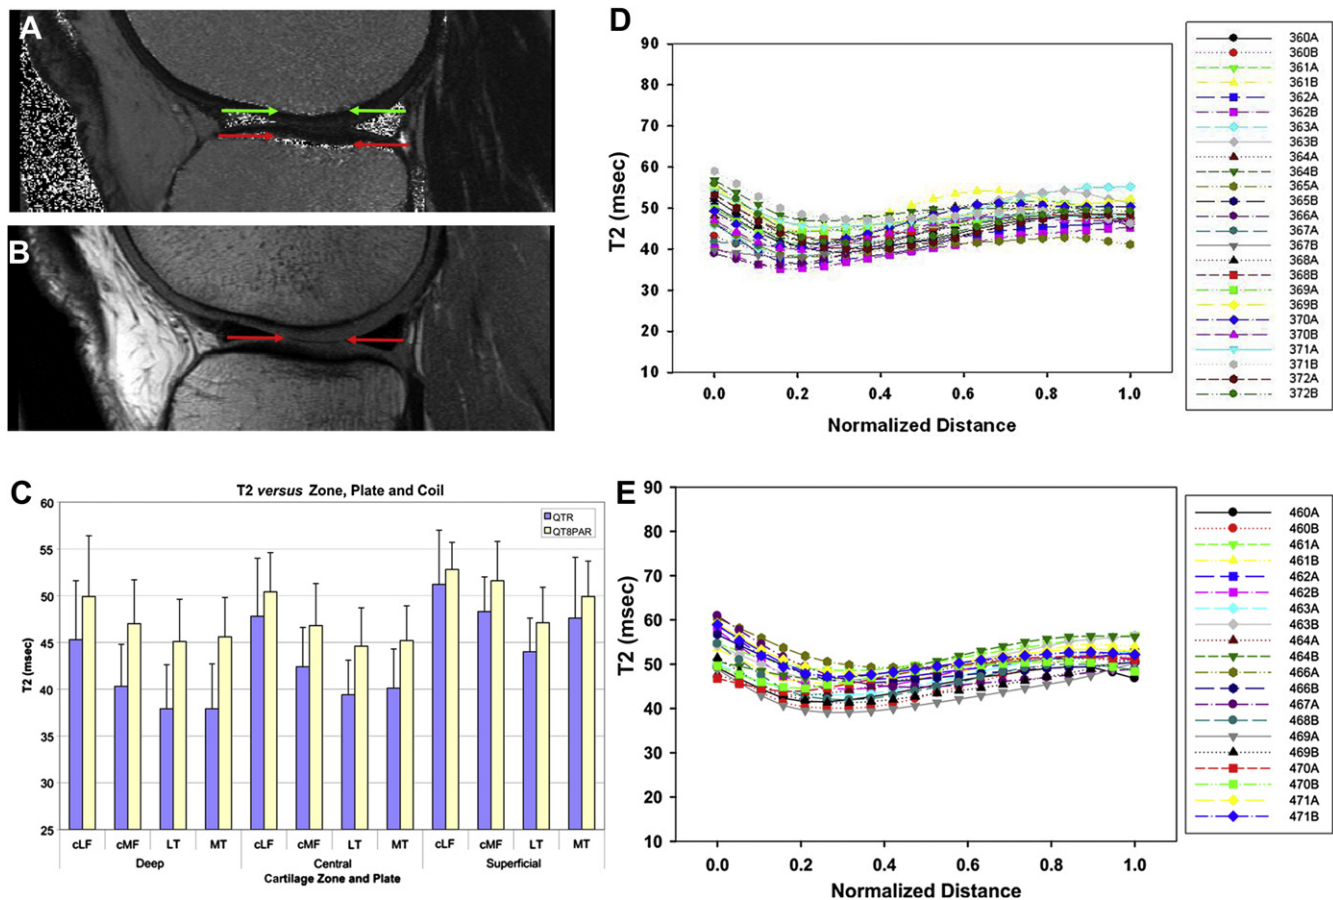 A
B
C
T2 versus Zone, Plate and Coil
60
55
50
45
40
35
30
25
T2 (msec)
QTR
QT8PAR
cLF cMF LT MT cLF cMF LT MT cLF cMF LT MT
Deep Central Superficial
Cartilage Zone and Plate
D
90
80
70
60
50
40
30
20
10
T2 (msec)
0.0 0.2 0.4 0.6 0.8 1.0
Normalized Distance
360A
360B
361A
361B
362A
362B
363A
363B
364A
364B
365A
365B
366A
367A
367B
368A
368B
369A
369B
370A
370B
371A
371B
372A
372B
E
90
80
70
60
50
40
30
20
10
T2 (msec)
0.0 0.2 0.4 0.6 0.8 1.0
Normalized Distance
460A
460B
461A
461B
462A
462B
463A
463B
464A
464B
466A
466B
467A
468B
469A
469B
470A
470B
471A
471B